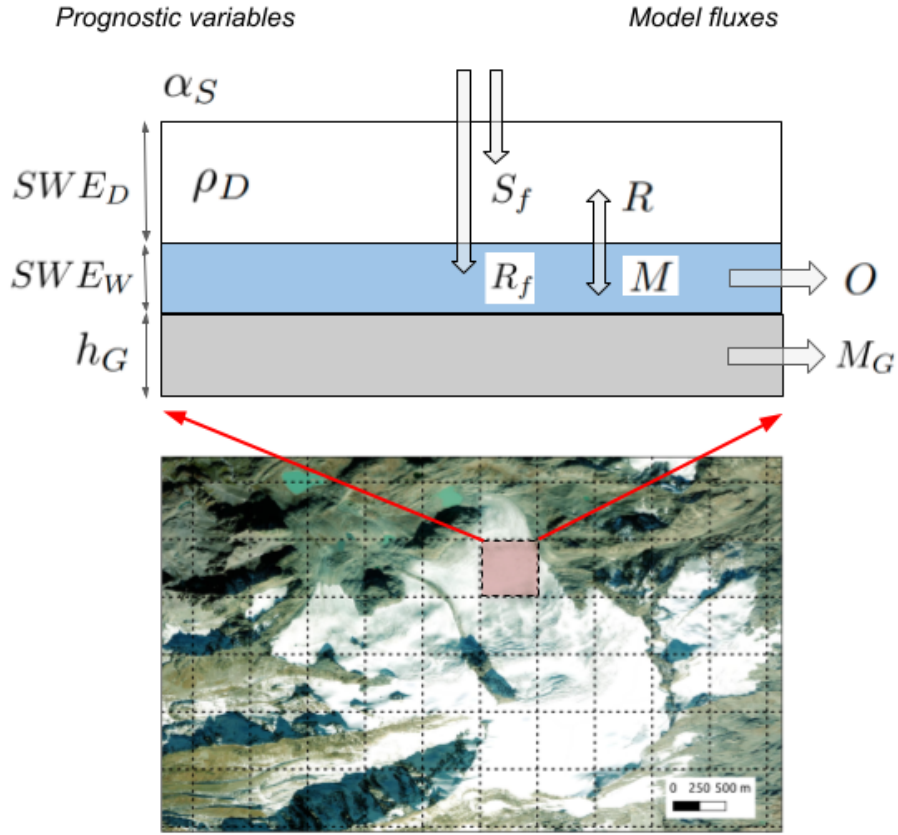 Prognostic variables Model fluxes
α_S
SWE_D ρ_D S_f R
SWE_W R_f M O
h_G M_G
0 250 500 m